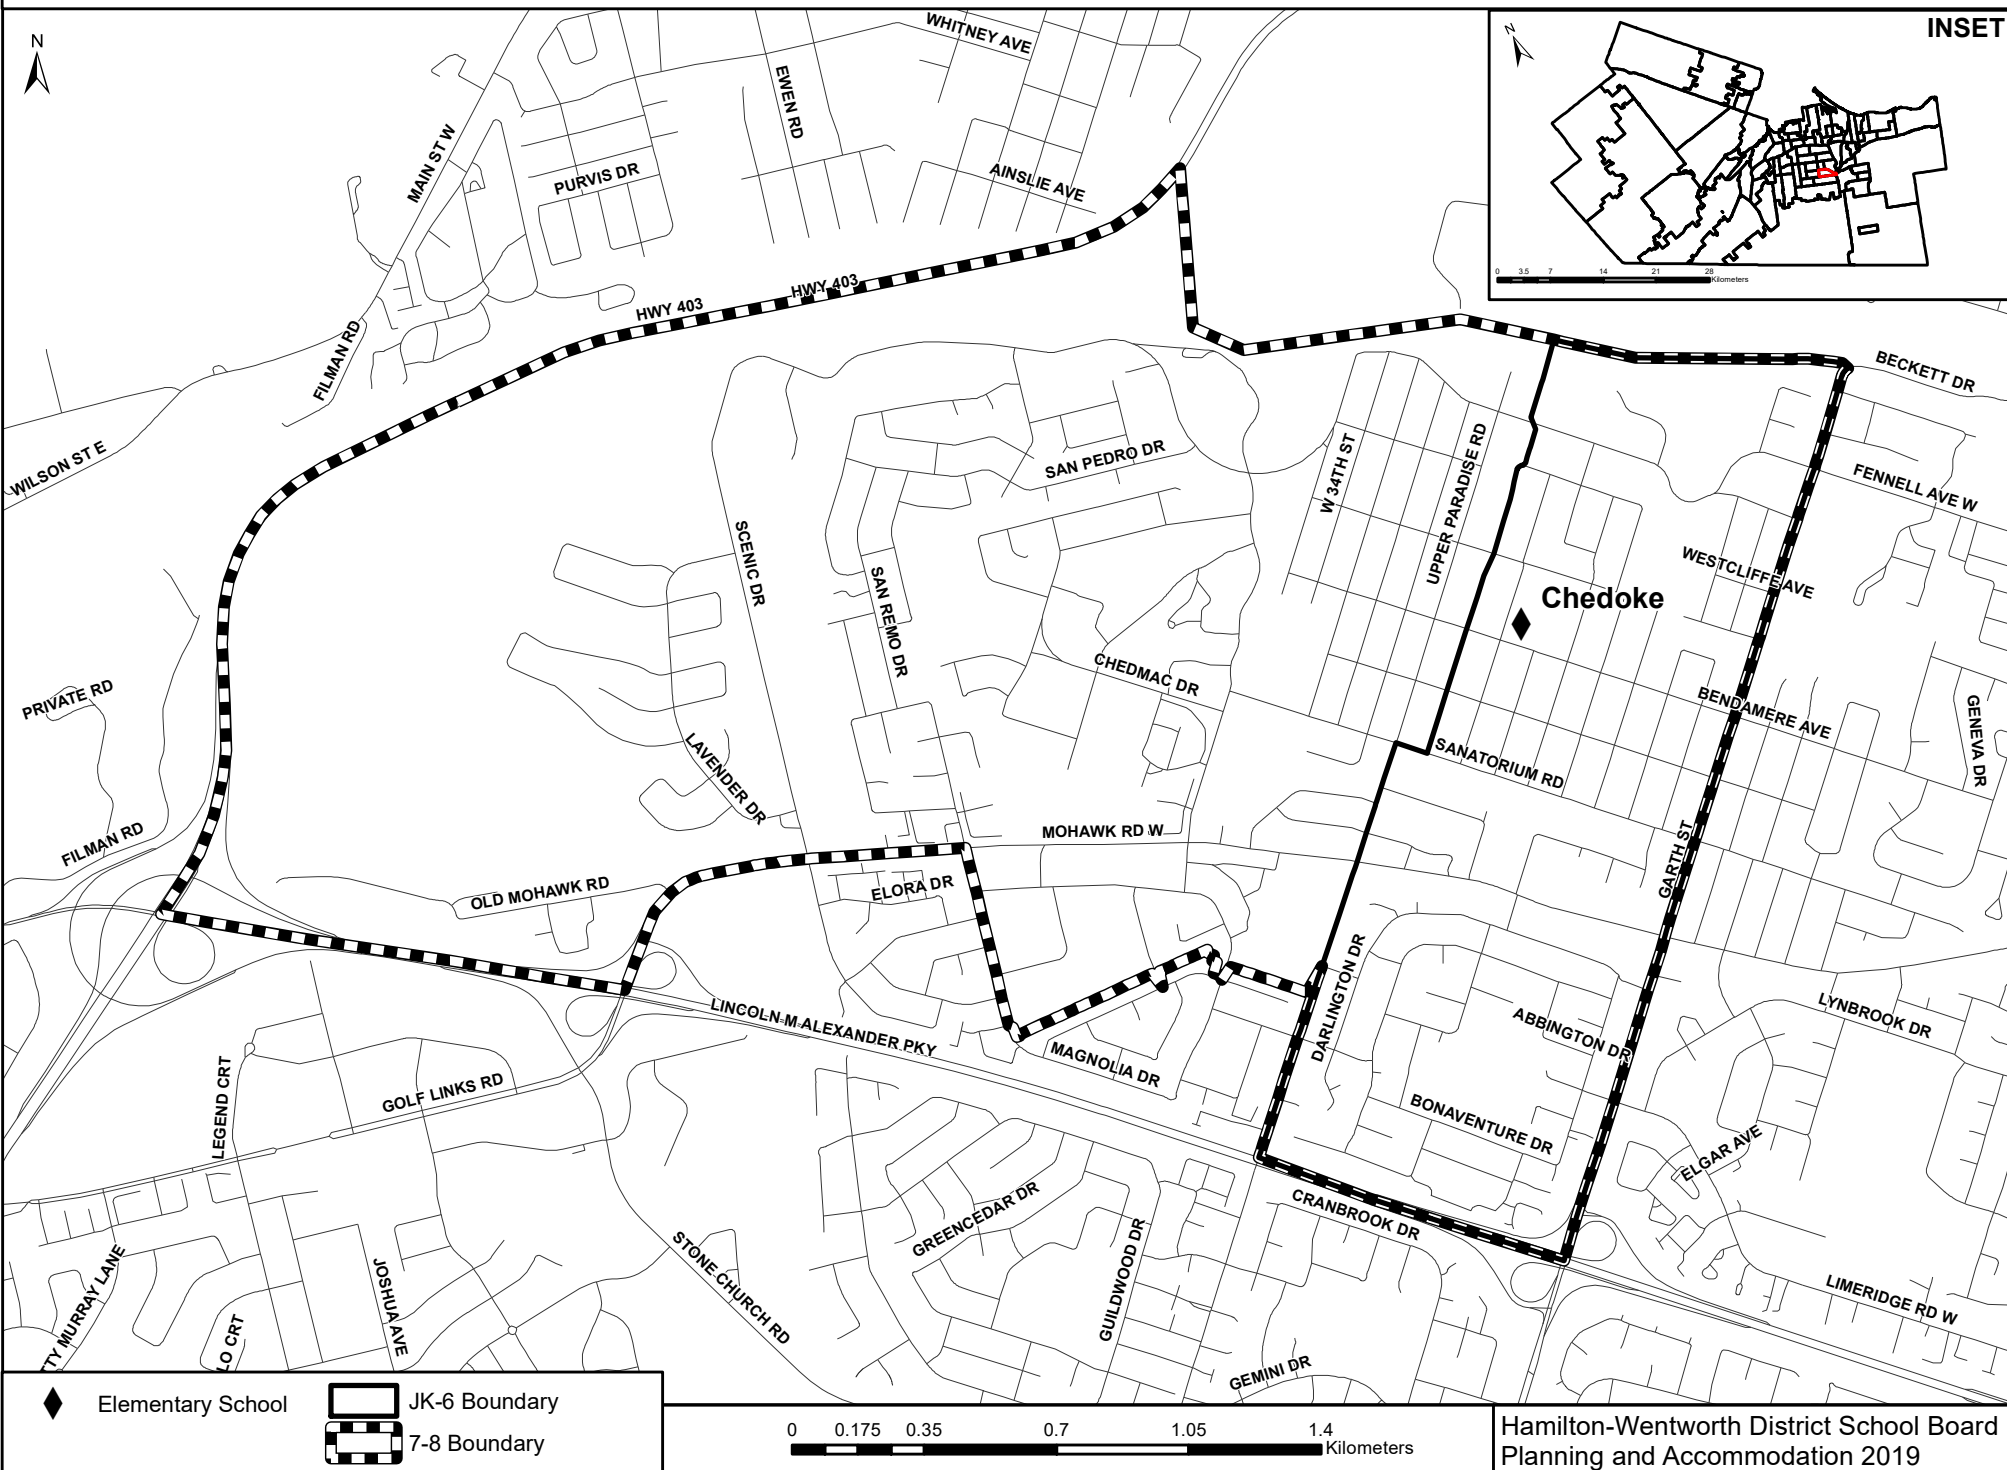 INSET
N
N
0 3.5 7 14 21 28
Kilometers
WHITNEY AVE
EWEN RD
MAIN ST W
PURVIS DR
AINSLIE AVE
HWY 403
HWY 403
FILMAN RD
BECKETT DR
WILSON ST E
SAN PEDRO DR
W 34TH ST
UPPER PARADISE RD
FENNELL AVE W
SCENIC DR
SAN REMO DR
WESTCLIFFE AVE
Chedoke
CHEDMAC DR
PRIVATE RD
BENDAMERE AVE
GENEVA DR
LAVENDER DR
SANATORIUM RD
FILMAN RD
MOHAWK RD W
GARTH ST
OLD MOHAWK RD
ELORA DR
DARLINGTON DR
LINCOLN M ALEXANDER PKY
LYNBROOK DR
ABBINGTON DR
MAGNOLIA DR
LEGEND CRT
GOLF LINKS RD
BONAVENTURE DR
ELGAR AVE
GREENCEDAR DR
CRANBROOK DR
GUILDWOOD DR
STONE CHURCH RD
JOSHUA AVE
TTY MURRAY LANE
LO CRT
LIMERIDGE RD W
GEMINI DR
Elementary School
JK-6 Boundary
7-8 Boundary
0 0.175 0.35 0.7 1.05 1.4
Kilometers
Hamilton-Wentworth District School Board
Planning and Accommodation 2019